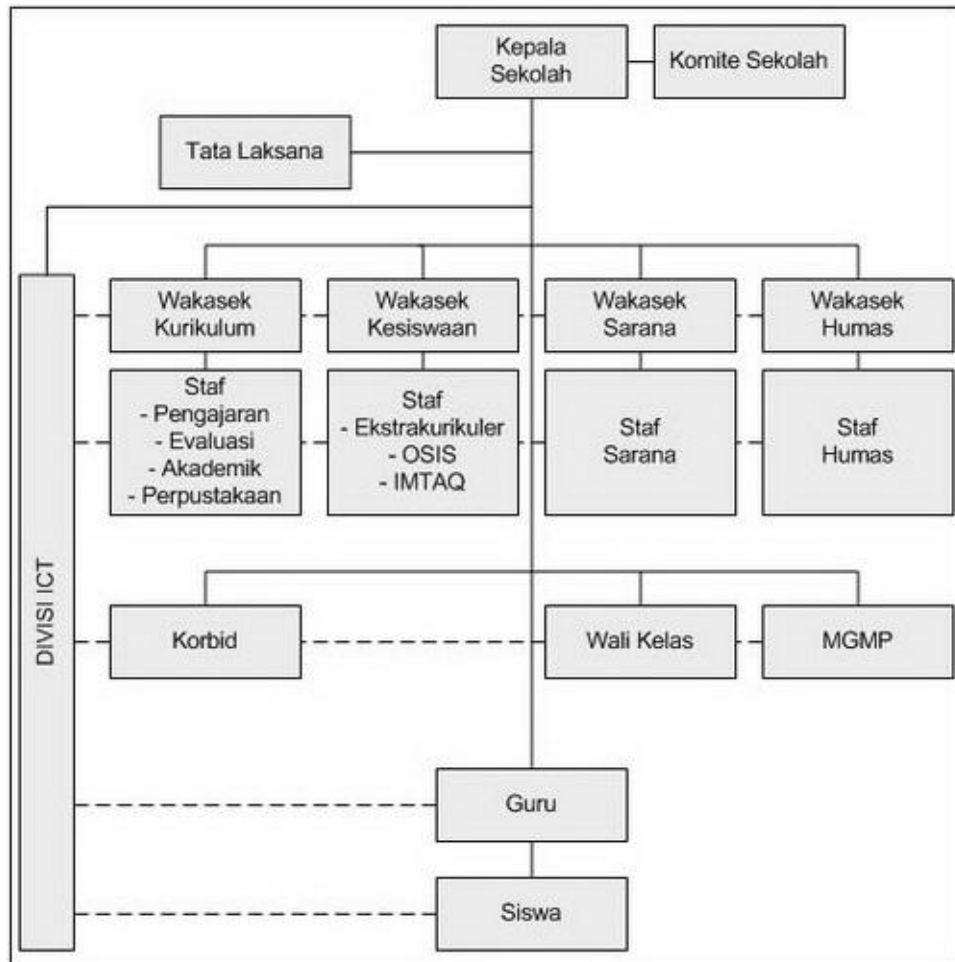 Kepala
Sekolah
Komite Sekolah
Tata Laksana
DIVISI ICT
Wakasek
Kurikulum
Wakasek
Kesiswaan
Wakasek
Sarana
Wakasek
Humas
Staf
- Pengajaran
- Evaluasi
- Akademik
- Perpustakaan
Staf
- Ekstrakurikuler
- OSIS
- IMTAQ
Staf
Sarana
Staf
Humas
Korbid
Wali Kelas
MGMP
Guru
Siswa